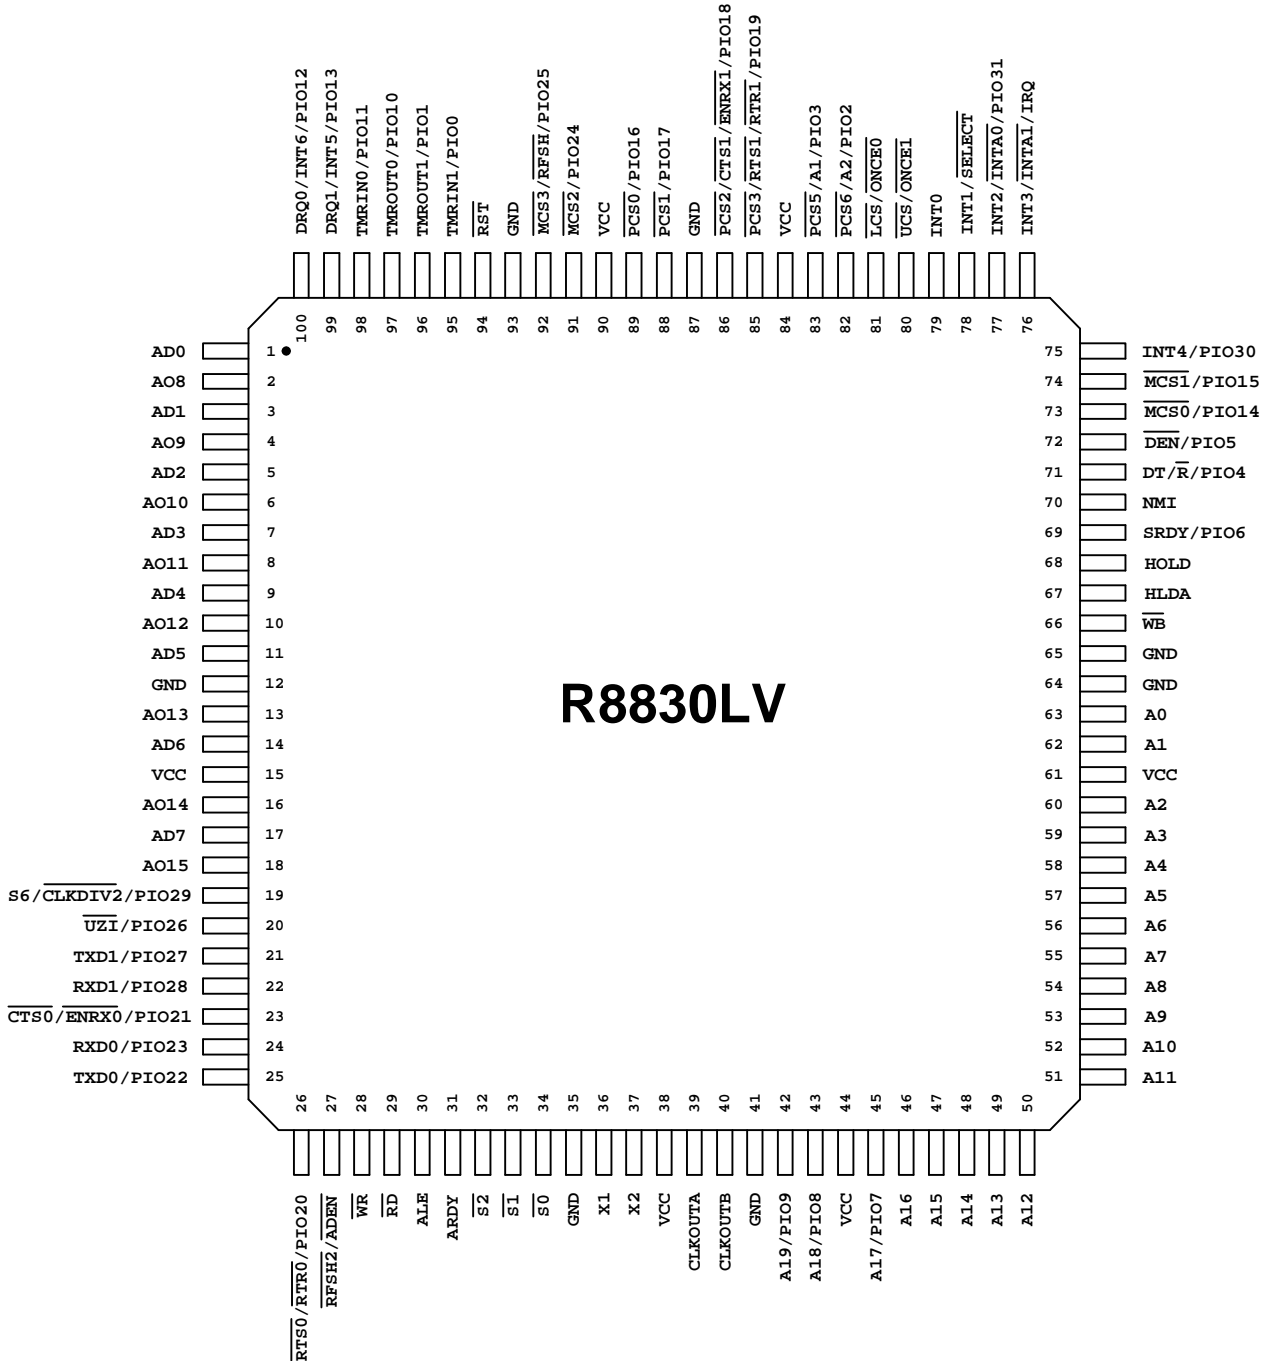 DRQ0/INT6/PIO12
DRQ1/INT5/PIO13
TMRIN0/PIO11
TMROUT0/PIO10
TMROUT1/PIO1
TMRIN1/PIO0
RST
GND
MCS3/RFSH/PIO25
MCS2/PIO24
VCC
PCS0/PIO16
PCS1/PIO17
GND
PCS2/CTS1/ENRX1/PIO18
PCS3/RTS1/RTR1/PIO19
VCC
PCS5/A1/PIO3
PCS6/A2/PIO2
LCS/ONCE0
UCS/ONCE1
INT0
INT1/SELECT
INT2/INTA0/PIO31
INT3/INTA1/IRQ
100 99 98 97 96 95 94 93 92 91 90 89 88 87 86 85 84 83 82 81 80 79 78 77 76
AD0 1 75 INT4/PIO30
AO8 2 74 MCS1/PIO15
AD1 3 73 MCS0/PIO14
AO9 4 72 DEN/PIO5
AD2 5 71 DT/R/PIO4
AO10 6 70 NMI
AD3 7 69 SRDY/PIO6
AO11 8 68 HOLD
AD4 9 67 HLDA
AO12 10 66 WB
AD5 11 65 GND
GND 12 64 GND
R8830LV
AO13 13 63 A0
AD6 14 62 A1
VCC 15 61 VCC
AO14 16 60 A2
AD7 17 59 A3
AO15 18 58 A4
S6/CLKDIV2/PIO29 19 57 A5
UZI/PIO26 20 56 A6
TXD1/PIO27 21 55 A7
RXD1/PIO28 22 54 A8
CTS0/ENRX0/PIO21 23 53 A9
RXD0/PIO23 24 52 A10
TXD0/PIO22 25 51 A11
26 27 28 29 30 31 32 33 34 35 36 37 38 39 40 41 42 43 44 45 46 47 48 49 50
RTS0/RTR0/PIO20
RFSH2/ADEN
WR
RD
ALE
ARDY
S2
S1
S0
GND
X1
X2
VCC
CLKOUTA
CLKOUTB
GND
A19/PIO9
A18/PIO8
VCC
A17/PIO7
A16
A15
A14
A13
A12